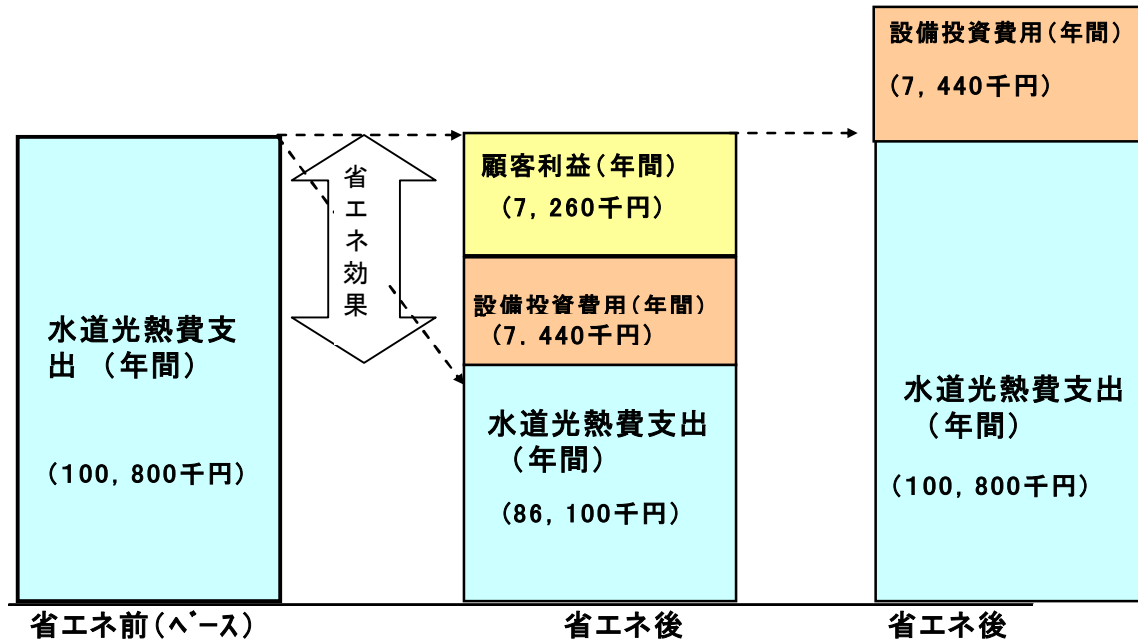 水道光熱費支
出 （年間）
（100，800千円）
省エネ前（ベース）
省エネ効果
顧客利益（年間）
（7，260千円）
設備投資費用（年間）
（7．440千円）
水道光熱費支出
（年間）
（86，100千円）
省エネ後
設備投資費用（年間）
（7，440千円）
水道光熱費支出
（年間）
（100，800千円）
省エネ後